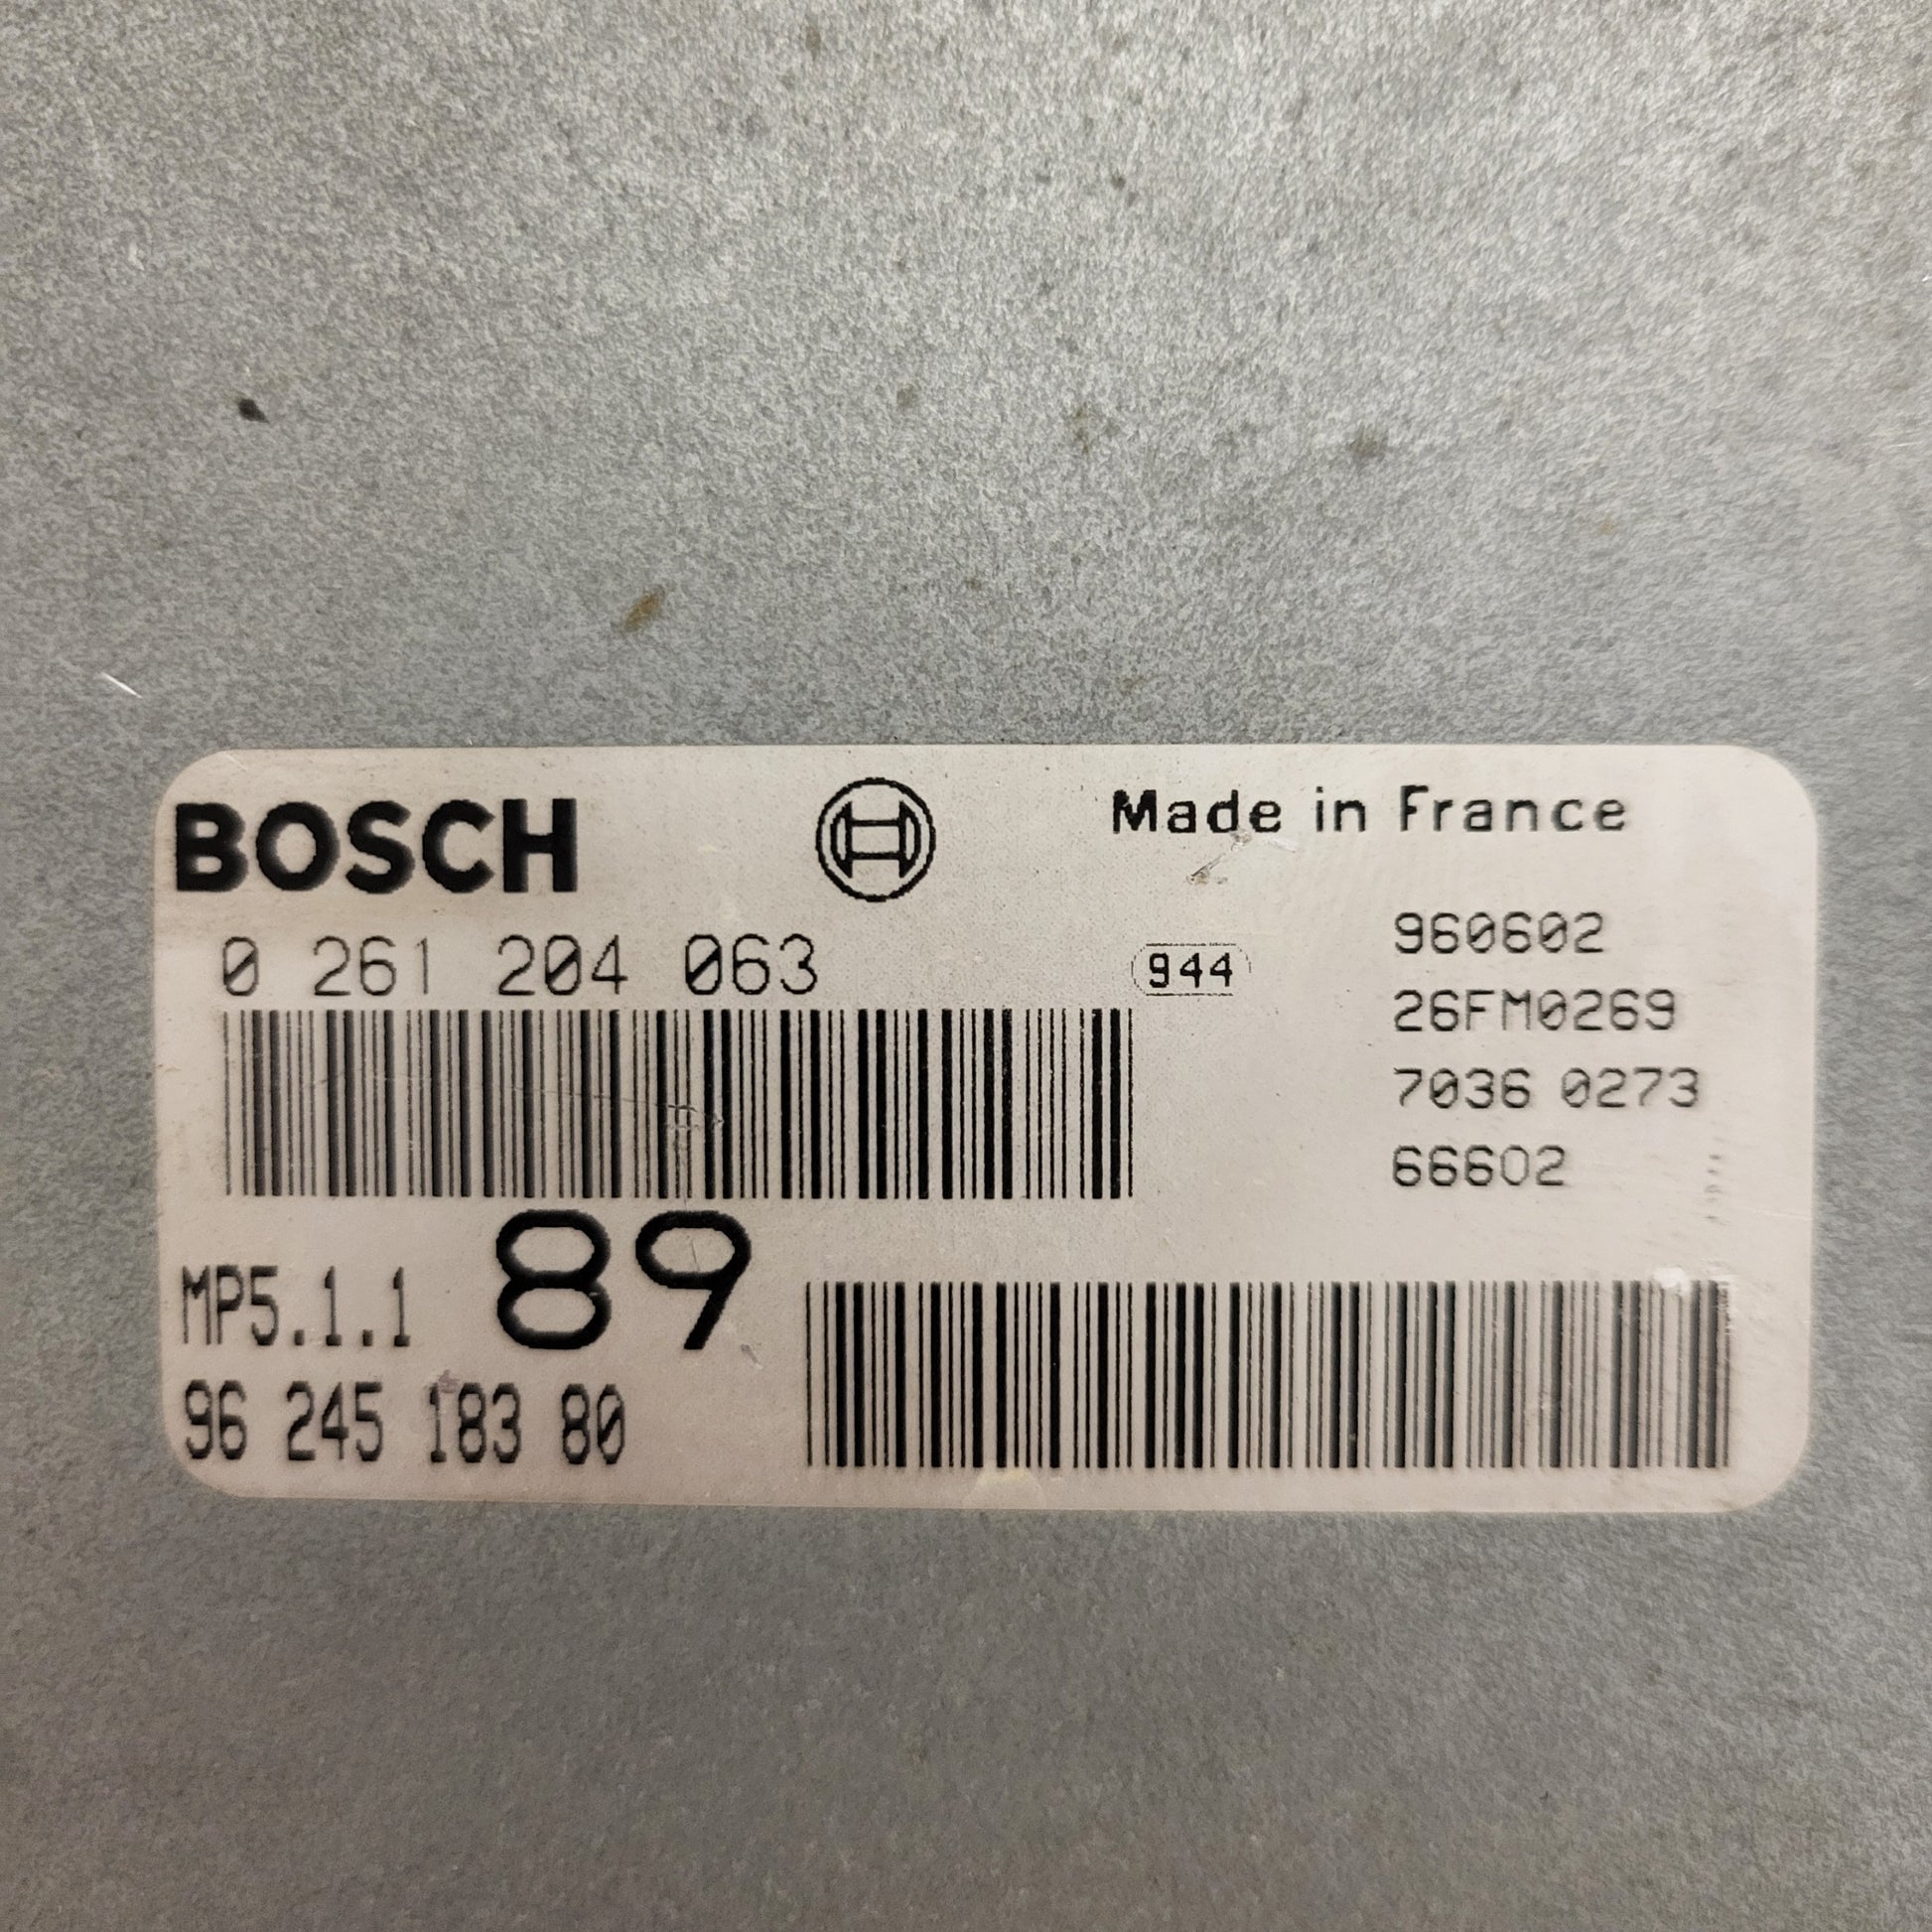 BOSCH
Made in France
0 261 204 063
944
960602
26FM0269
7036 0273
66602
MP5.1.1
89
96 245 183 80